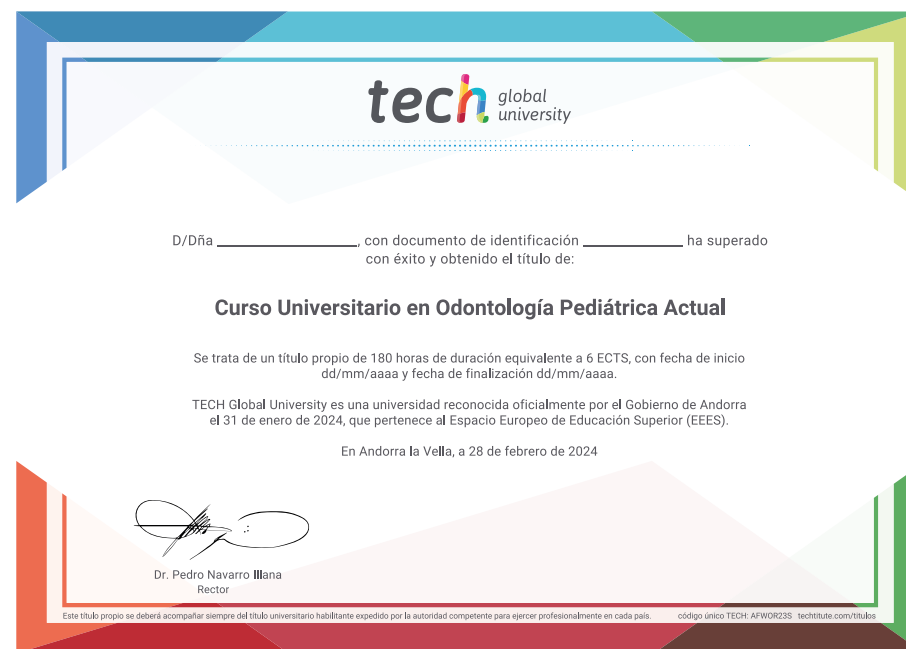 tech global
university
D/Dña ____________________, con documento de identificación ______________ ha superado
con éxito y obtenido el título de:
Curso Universitario en Odontología Pediátrica Actual
Se trata de un título propio de 180 horas de duración equivalente a 6 ECTS, con fecha de inicio
dd/mm/aaaa y fecha de finalización dd/mm/aaaa.
TECH Global University es una universidad reconocida oficialmente por el Gobierno de Andorra
el 31 de enero de 2024, que pertenece al Espacio Europeo de Educación Superior (EEES).
En Andorra la Vella, a 28 de febrero de 2024
Dr. Pedro Navarro Illana
Rector
Este título propio se deberá acompañar siempre del título universitario habilitante expedido por la autoridad competente para ejercer profesionalmente en cada país. código único TECH: AFWOR23S techtitute.com/titulos